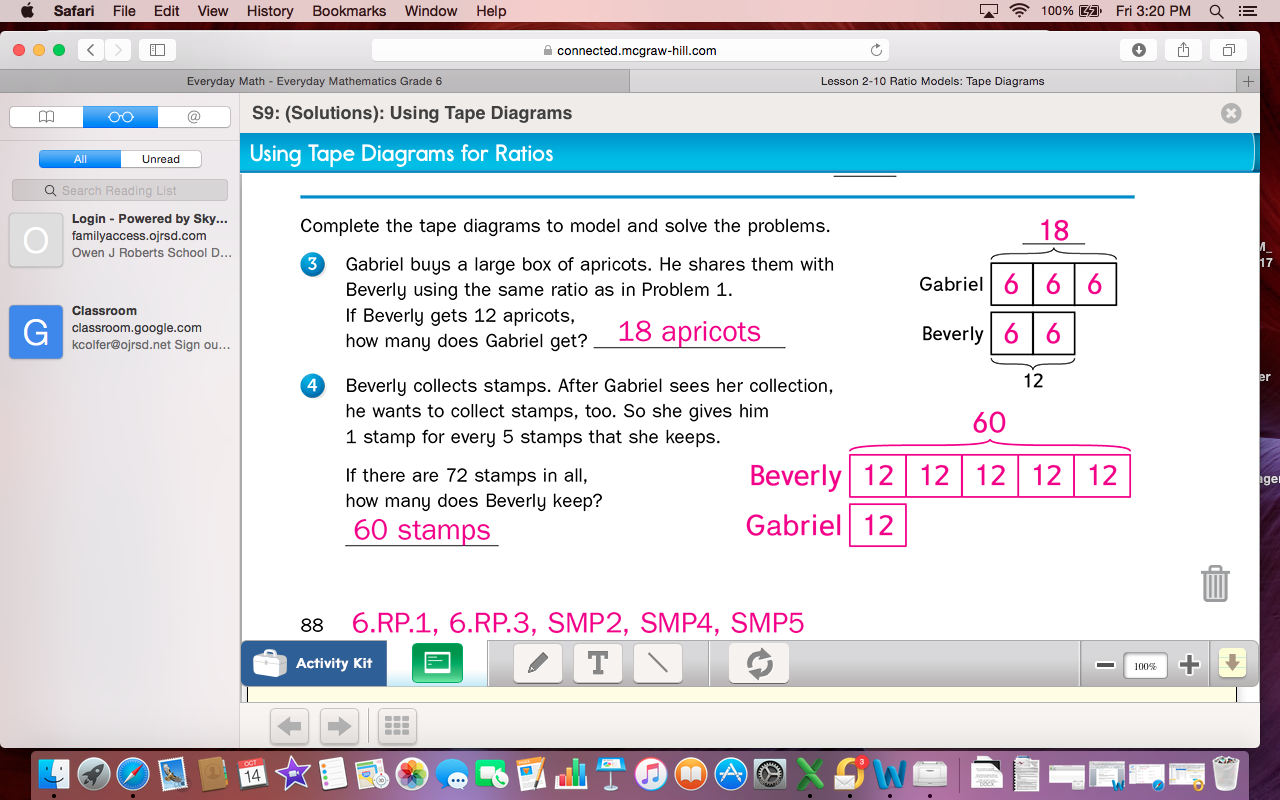 Safari File Edit View History Bookmarks Window Help 100% Fri 3:20 PM
connected.mcgraw-hill.com
Everyday Math - Everyday Mathematics Grade 6
Lesson 2-10 Ratio Models: Tape Diagrams
@
All Unread
Search Reading List
O
Login - Powered by Sky...
familyaccess.ojrsd.com
Owen J Roberts School D...
G
Classroom
classroom.google.com
kcolfer@ojrsd.net Sign ou...
S9: (Solutions): Using Tape Diagrams
Using Tape Diagrams for Ratios
Complete the tape diagrams to model and solve the problems.
3 Gabriel buys a large box of apricots. He shares them with
Beverly using the same ratio as in Problem 1.
If Beverly gets 12 apricots,
how many does Gabriel get? 18 apricots
18
Gabriel 6 6 6
Beverly 6 6
12
4 Beverly collects stamps. After Gabriel sees her collection,
he wants to collect stamps, too. So she gives him
1 stamp for every 5 stamps that she keeps.
If there are 72 stamps in all,
how many does Beverly keep?
60 stamps
60
Beverly 12 12 12 12 12
Gabriel 12
88 6.RP.1, 6.RP.3, SMP2, SMP4, SMP5
Activity Kit T 100%
17
er
ager
OCT
14
3